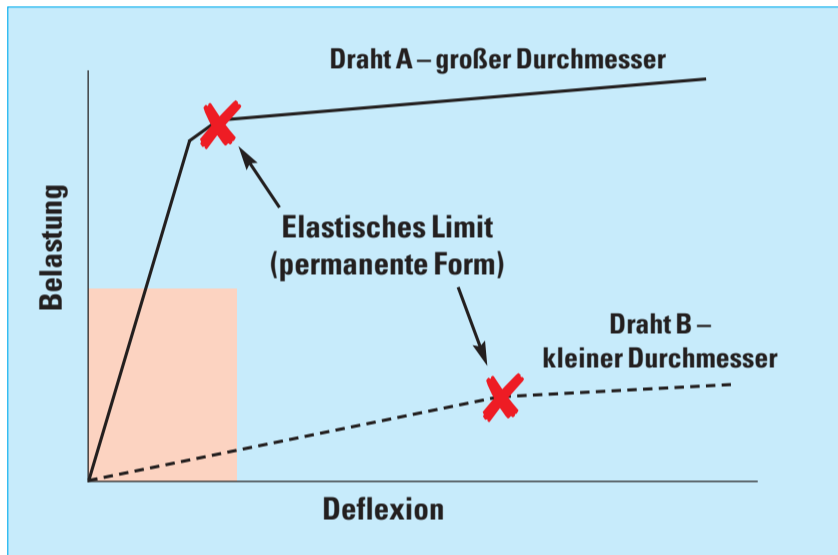 Draht A – großer Durchmesser
Belastung
Elastisches Limit
(permanente Form)
Draht B –
kleiner Durchmesser
Deflexion